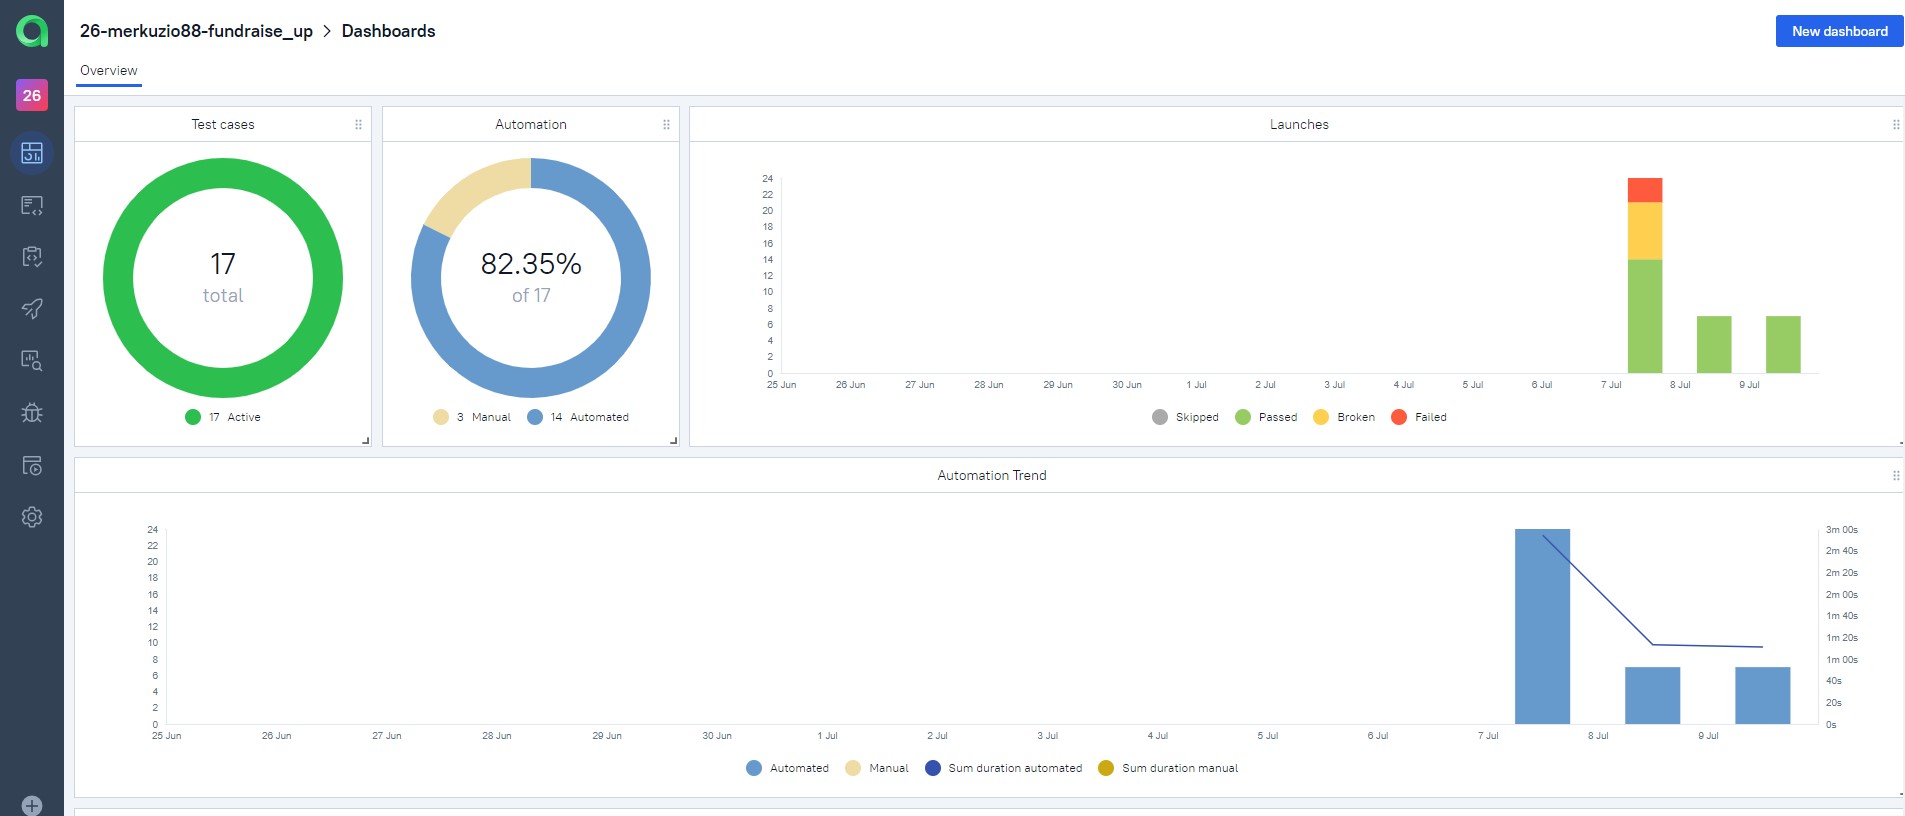 26-merkuzio88-fundraise_up > Dashboards
New dashboard
Overview
26
Test cases
17
total
17 Active
Automation
82.35%
of 17
3 Manual 14 Automated
Launches
24
22
20
18
16
14
12
10
8
6
4
2
0
25 Jun 26 Jun 27 Jun 28 Jun 29 Jun 30 Jun 1 Jul 2 Jul 3 Jul 4 Jul 5 Jul 6 Jul 7 Jul 8 Jul 9 Jul
Skipped Passed Broken Failed
Automation Trend
24
22
20
18
16
14
12
10
8
6
4
2
0
3m 00s
2m 40s
2m 20s
2m 00s
1m 40s
1m 20s
1m 00s
40s
20s
0s
25 Jun 26 Jun 27 Jun 28 Jun 29 Jun 30 Jun 1 Jul 2 Jul 3 Jul 4 Jul 5 Jul 6 Jul 7 Jul 8 Jul 9 Jul
Automated Manual Sum duration automated Sum duration manual